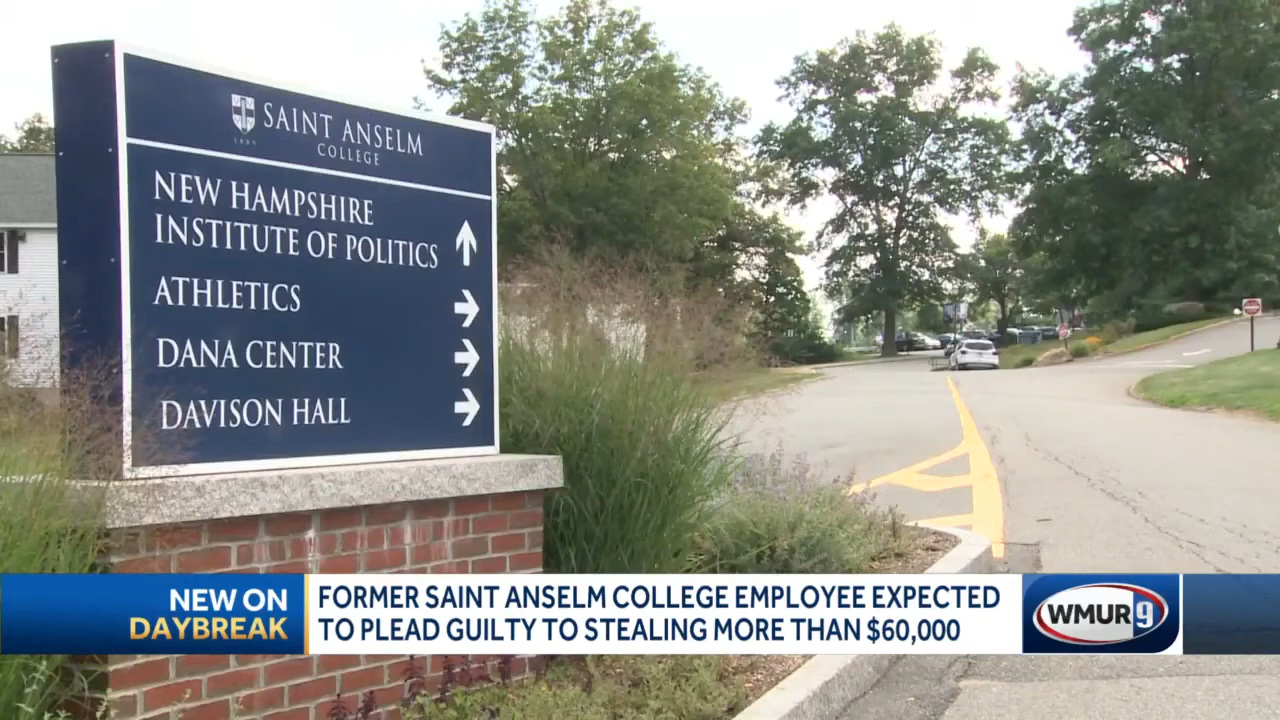 SAINT ANSELM
COLLEGE
NEW HAMPSHIRE
INSTITUTE OF POLITICS
ATHLETICS
DANA CENTER
DAVISON HALL
NEW ON
DAYBREAK
FORMER SAINT ANSELM COLLEGE EMPLOYEE EXPECTED
TO PLEAD GUILTY TO STEALING MORE THAN $60,000
WMUR9